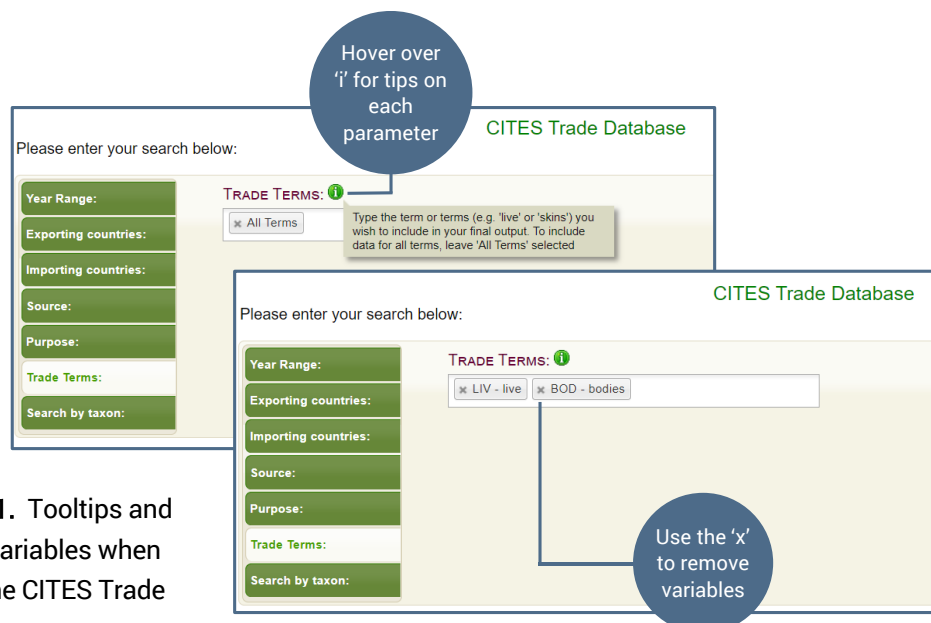 Hover over
‘i’ for tips on
each
parameter
CITES Trade Database
Please enter your search below:
Year Range:
Exporting countries:
Importing countries:
Source:
Purpose:
Trade Terms:
Search by taxon:
TRADE TERMS: i
× All Terms
Type the term or terms (e.g. 'live' or 'skins') you
wish to include in your final output. To include
data for all terms, leave 'All Terms' selected
CITES Trade Database
Please enter your search below:
Year Range:
Exporting countries:
Importing countries:
Source:
Purpose:
Trade Terms:
Search by taxon:
TRADE TERMS: i
× LIV - live × BOD - bodies
Use the ‘x’
to remove
variables
. Tooltips and
ariables when
e CITES Trade